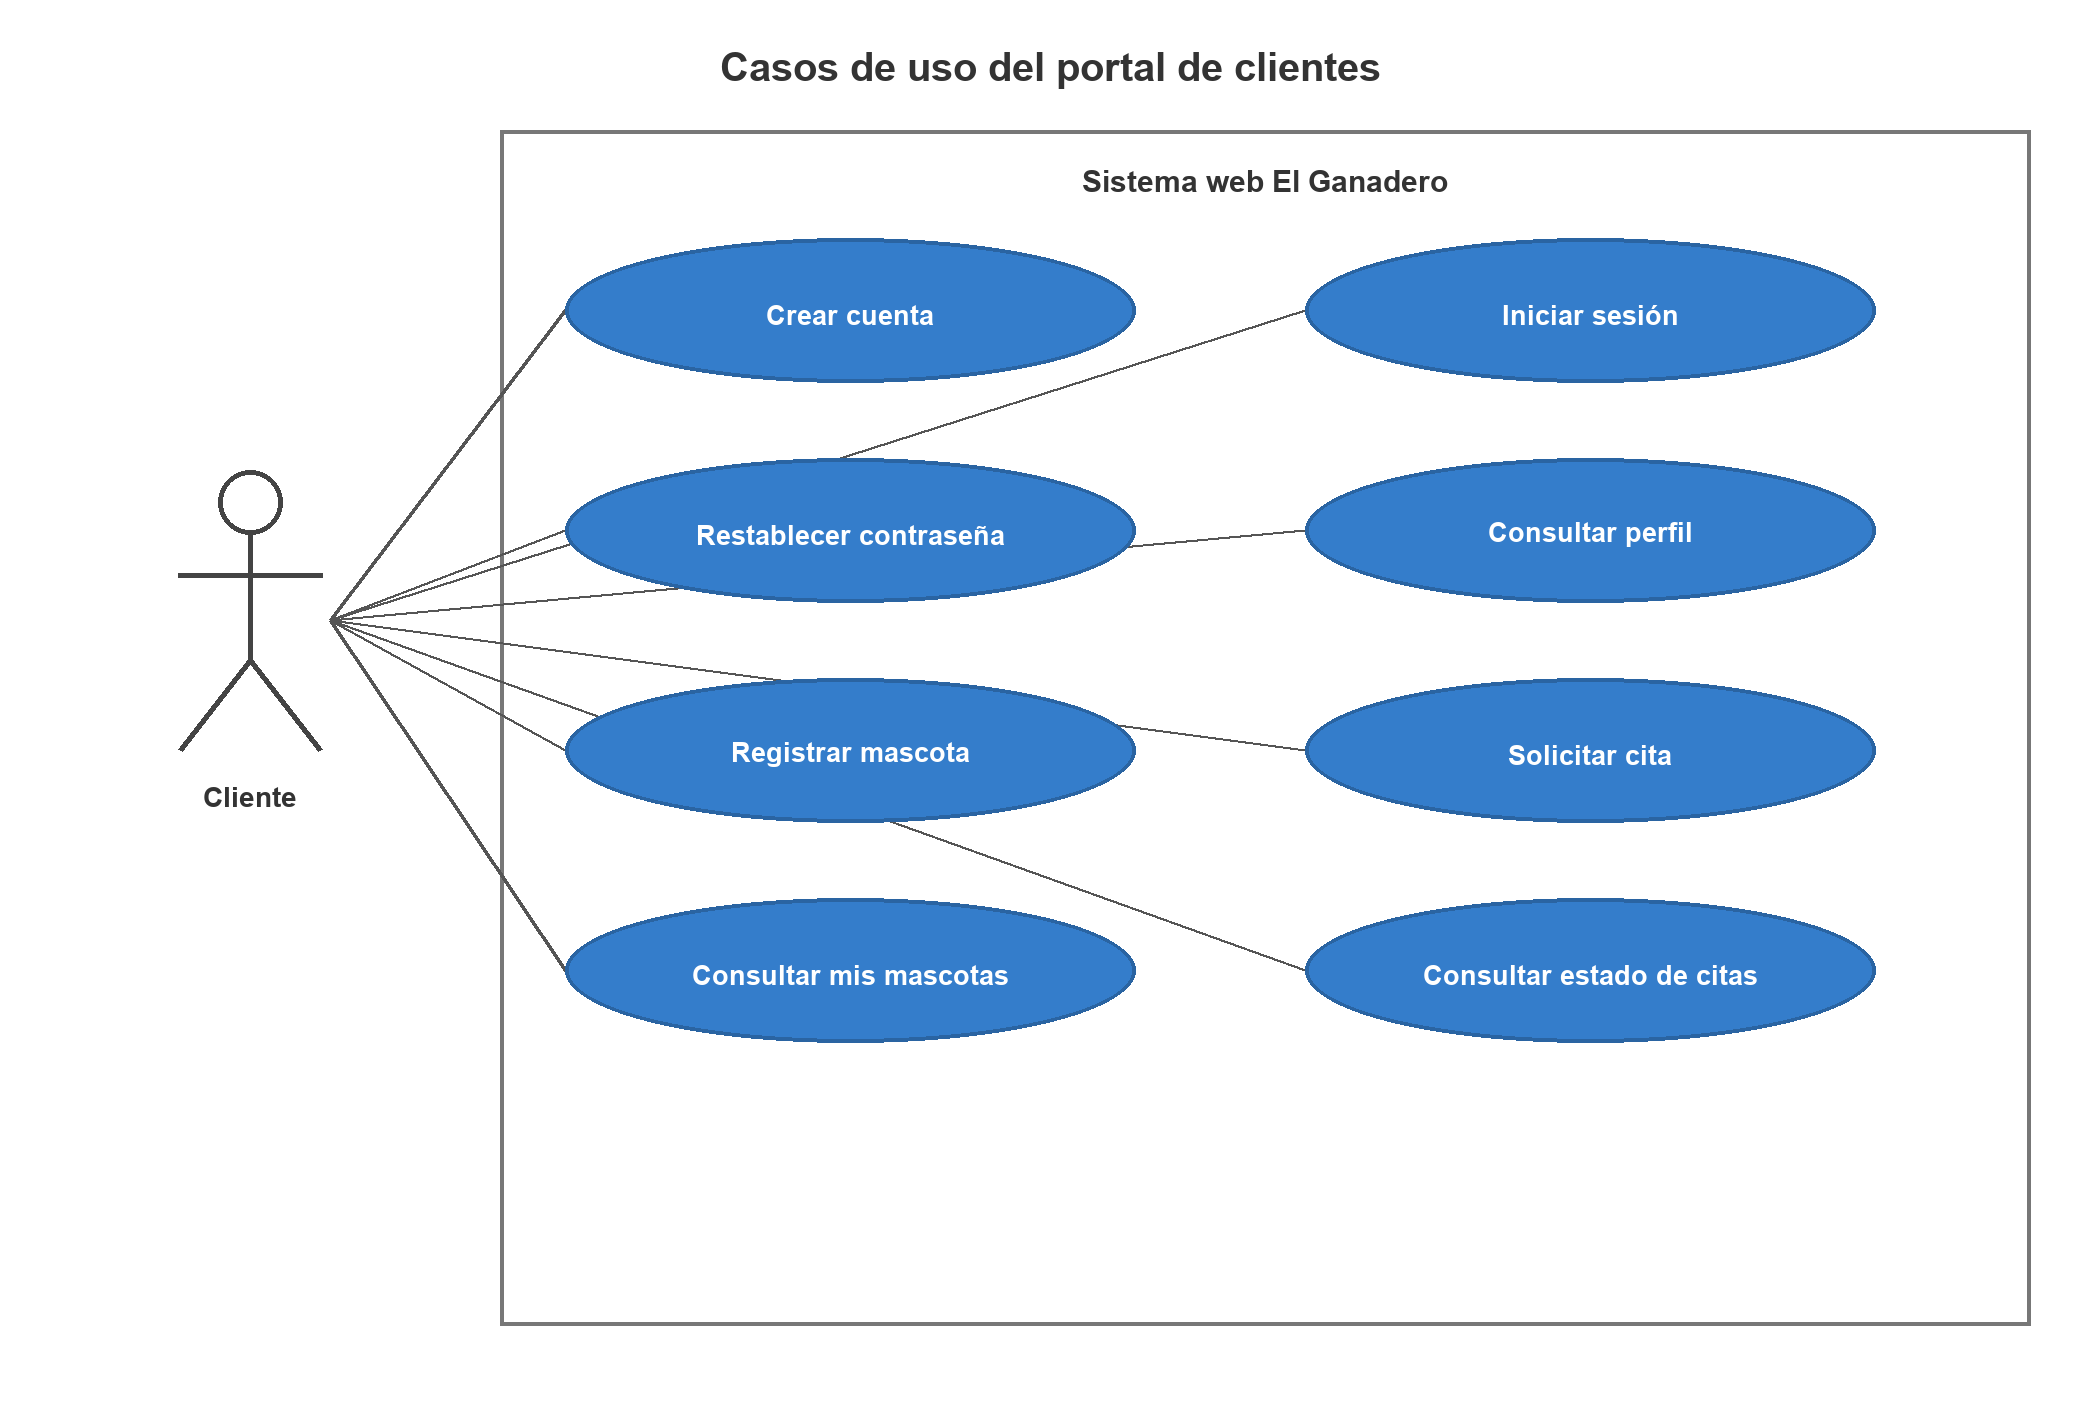 Casos de uso del portal de clientes
Sistema web El Ganadero
Crear cuenta
Iniciar sesión
Restablecer contraseña
Consultar perfil
Registrar mascota
Solicitar cita
Cliente
Consultar mis mascotas
Consultar estado de citas